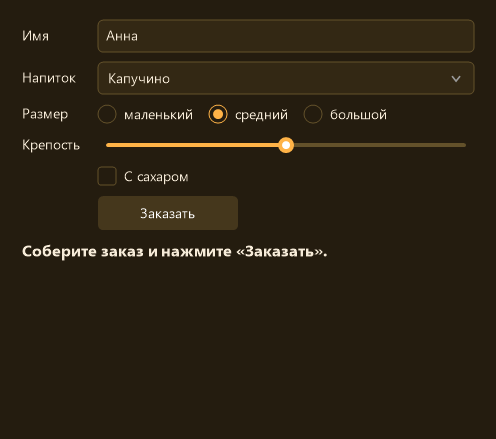 Имя Анна
Напиток Капучино
Размер маленький средний большой
Крепость
С сахаром
Заказать
Соберите заказ и нажмите «Заказать».